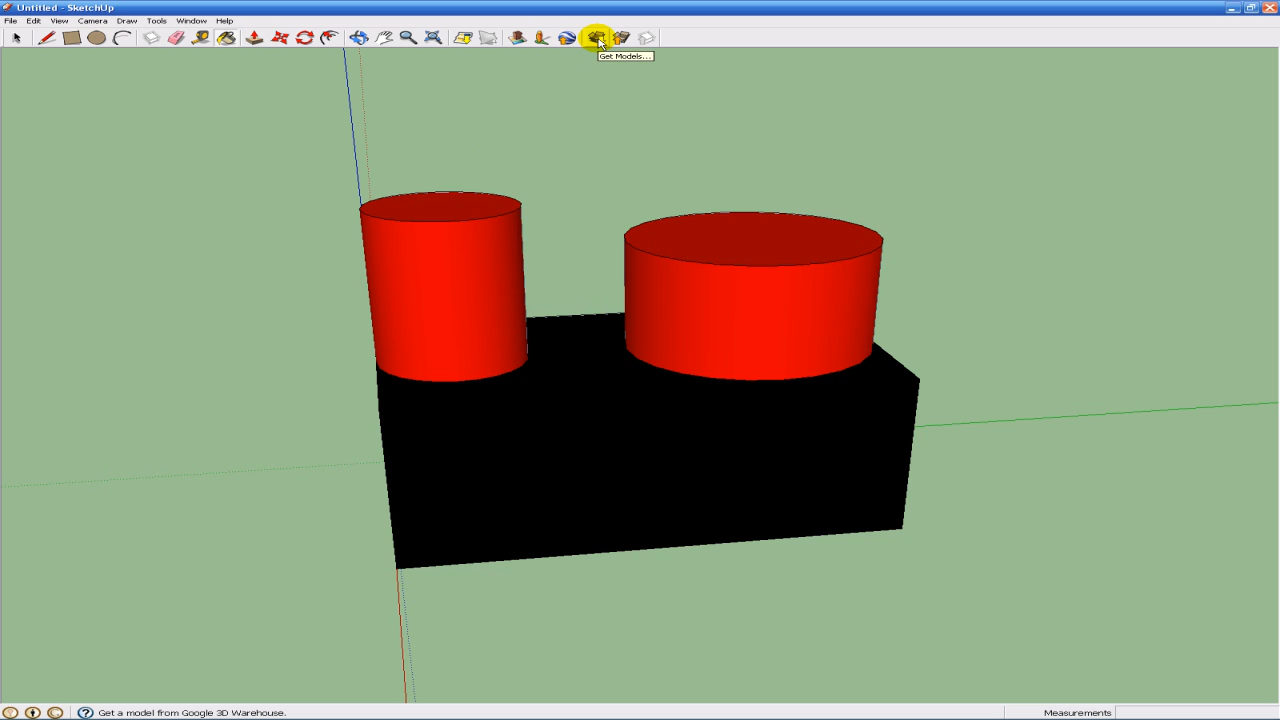 Untitled - SketchUp
File Edit View Camera Draw Tools Window Help
Get Models...
Get a model from Google 3D Warehouse.
Measurements